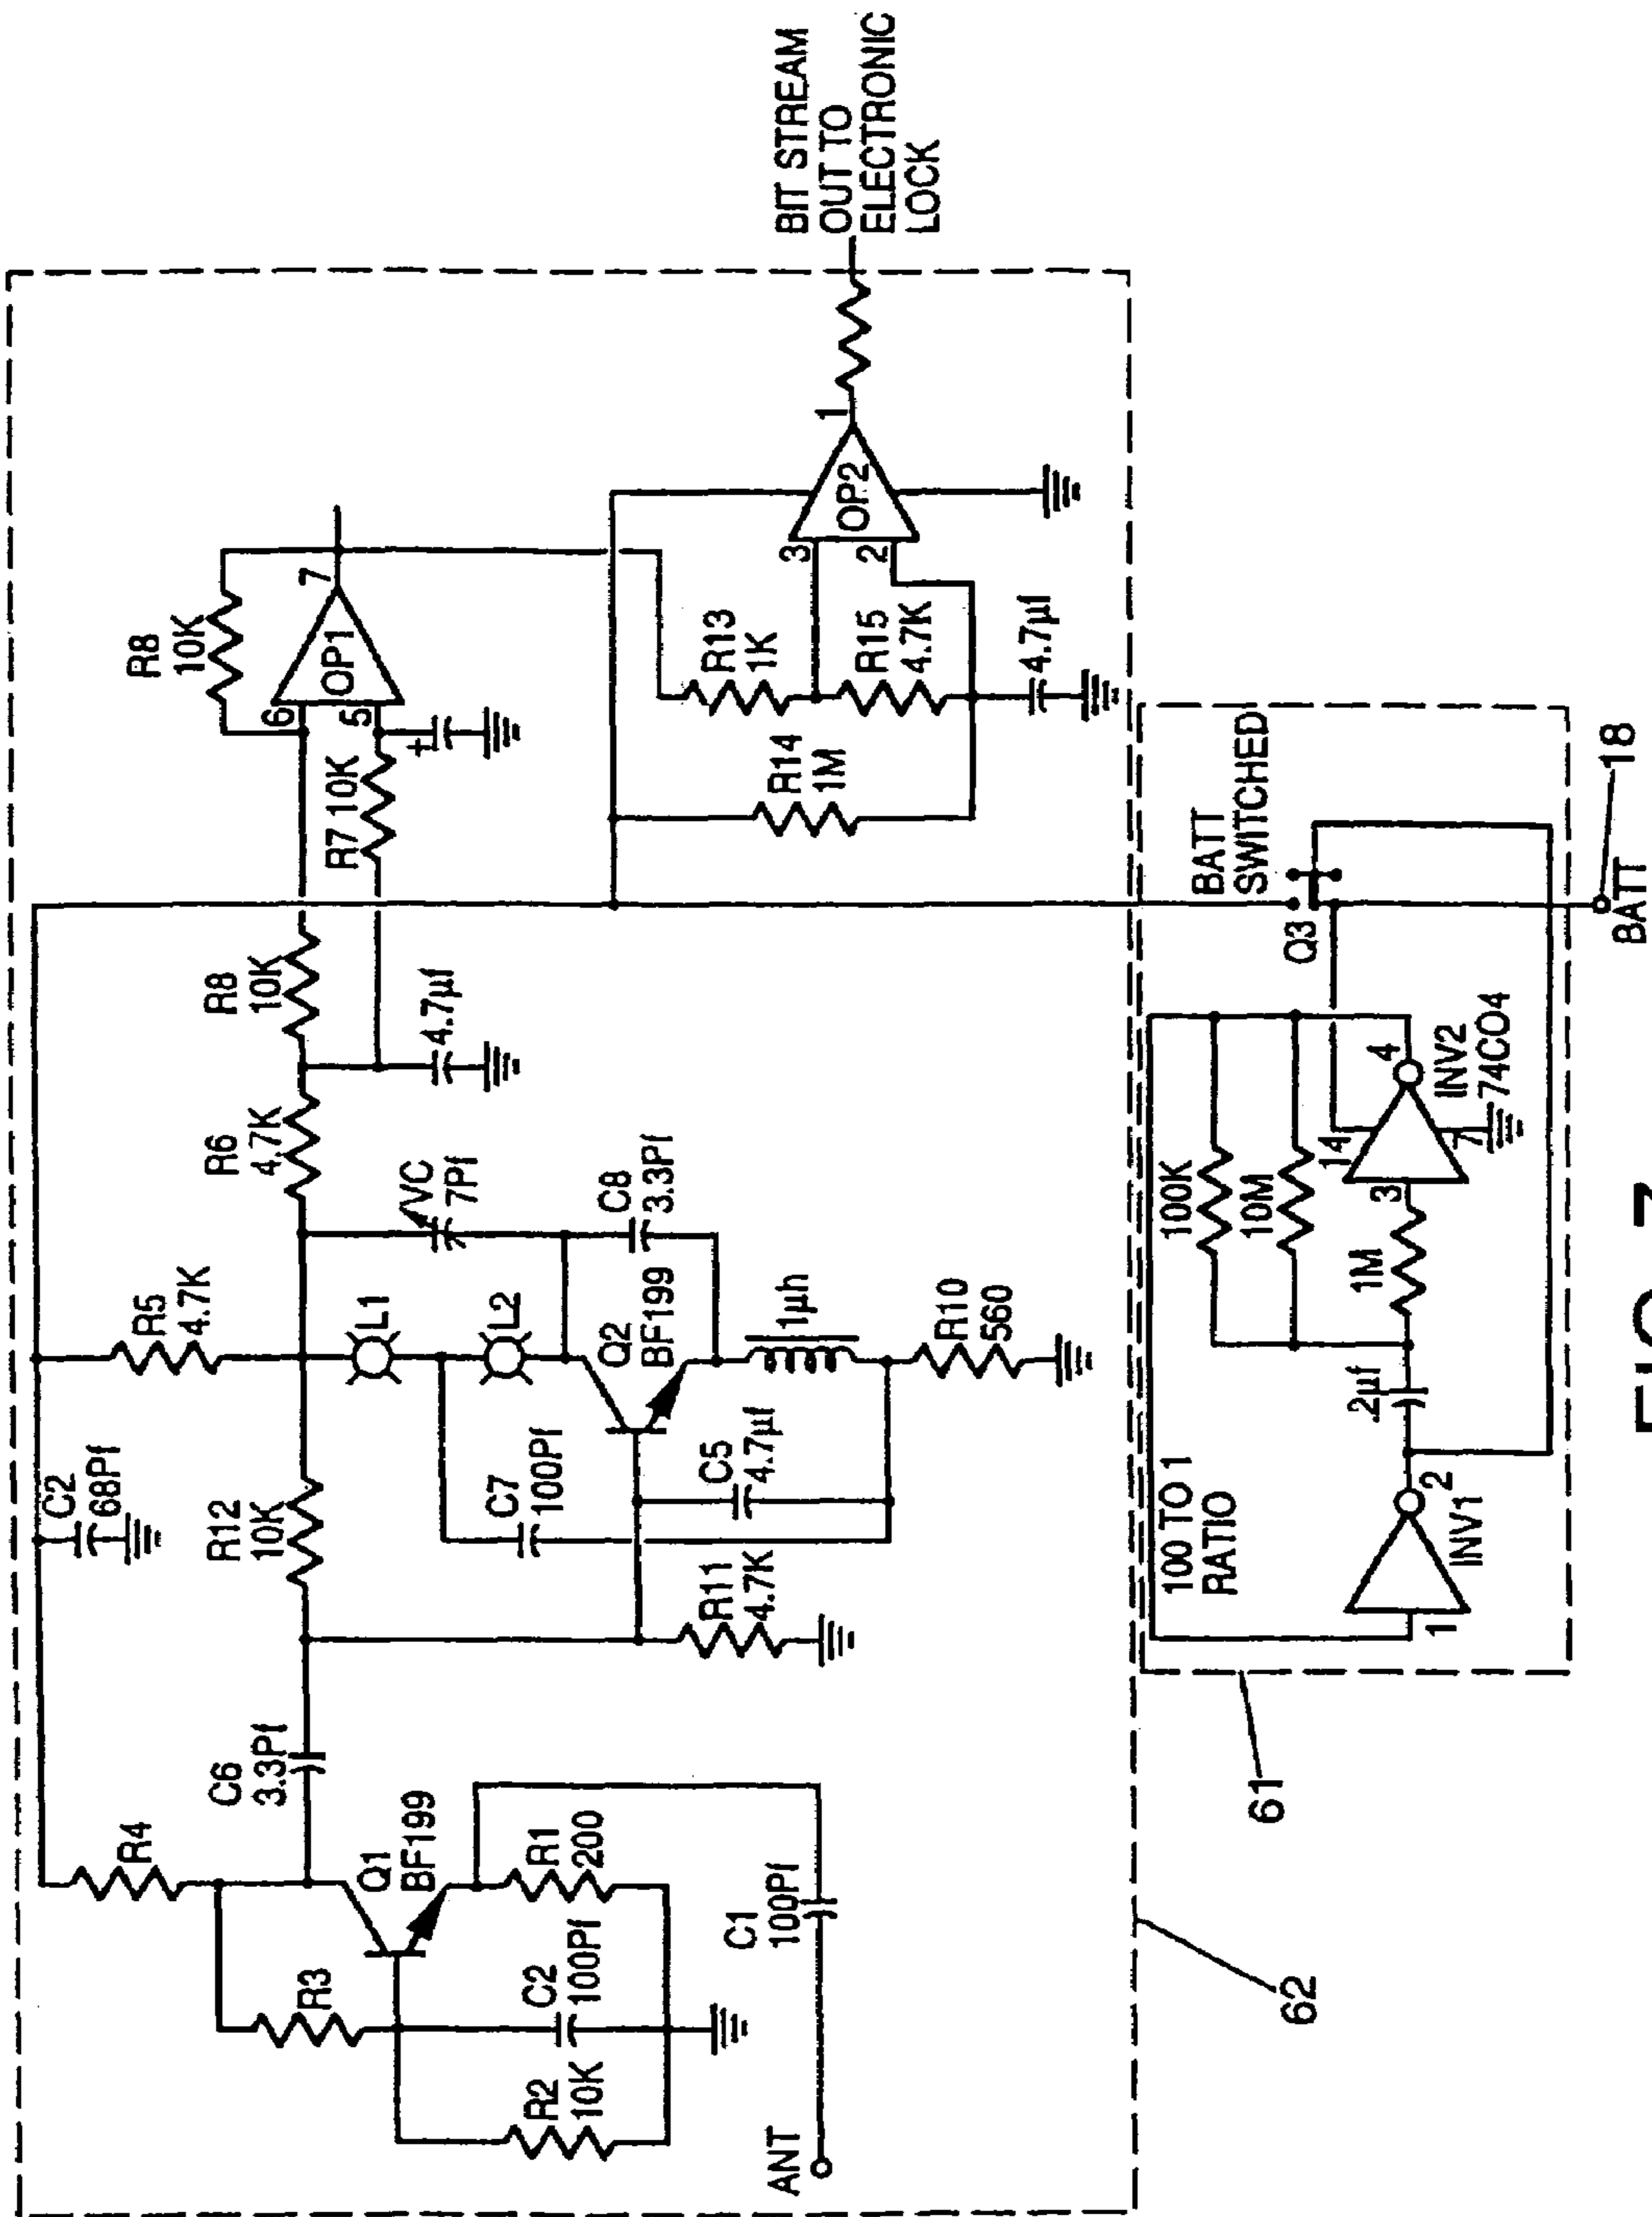 R4
C2
68Pf
R5
4.7K
C6
3.3Pf
R12
10K
R6
4.7K
R8
10K
R8
10K
R3
Q1
BF199
R2
10K
C2
100Pf
R1
200
C1
100Pf
ANT
L1
L2
VC
7Pf
C7
100Pf
C5
4.7µf
R11
4.7K
Q2
BF199
C8
3.3Pf
1µh
R10
560
4.7µf
R7 10K
+
6
5
OP1
7
R13
1K
R15
4.7K
R14
1M
4.7µf
3
2
OP2
1
BIT STREAM
OUT TO
ELECTRONIC
LOCK
62
61
100 TO 1
RATIO
1
INV1
2
.2µf
100K
10M
1M
3
14
7
4
INV2
74CO4
Q3
BATT
SWITCHED
BATT
18